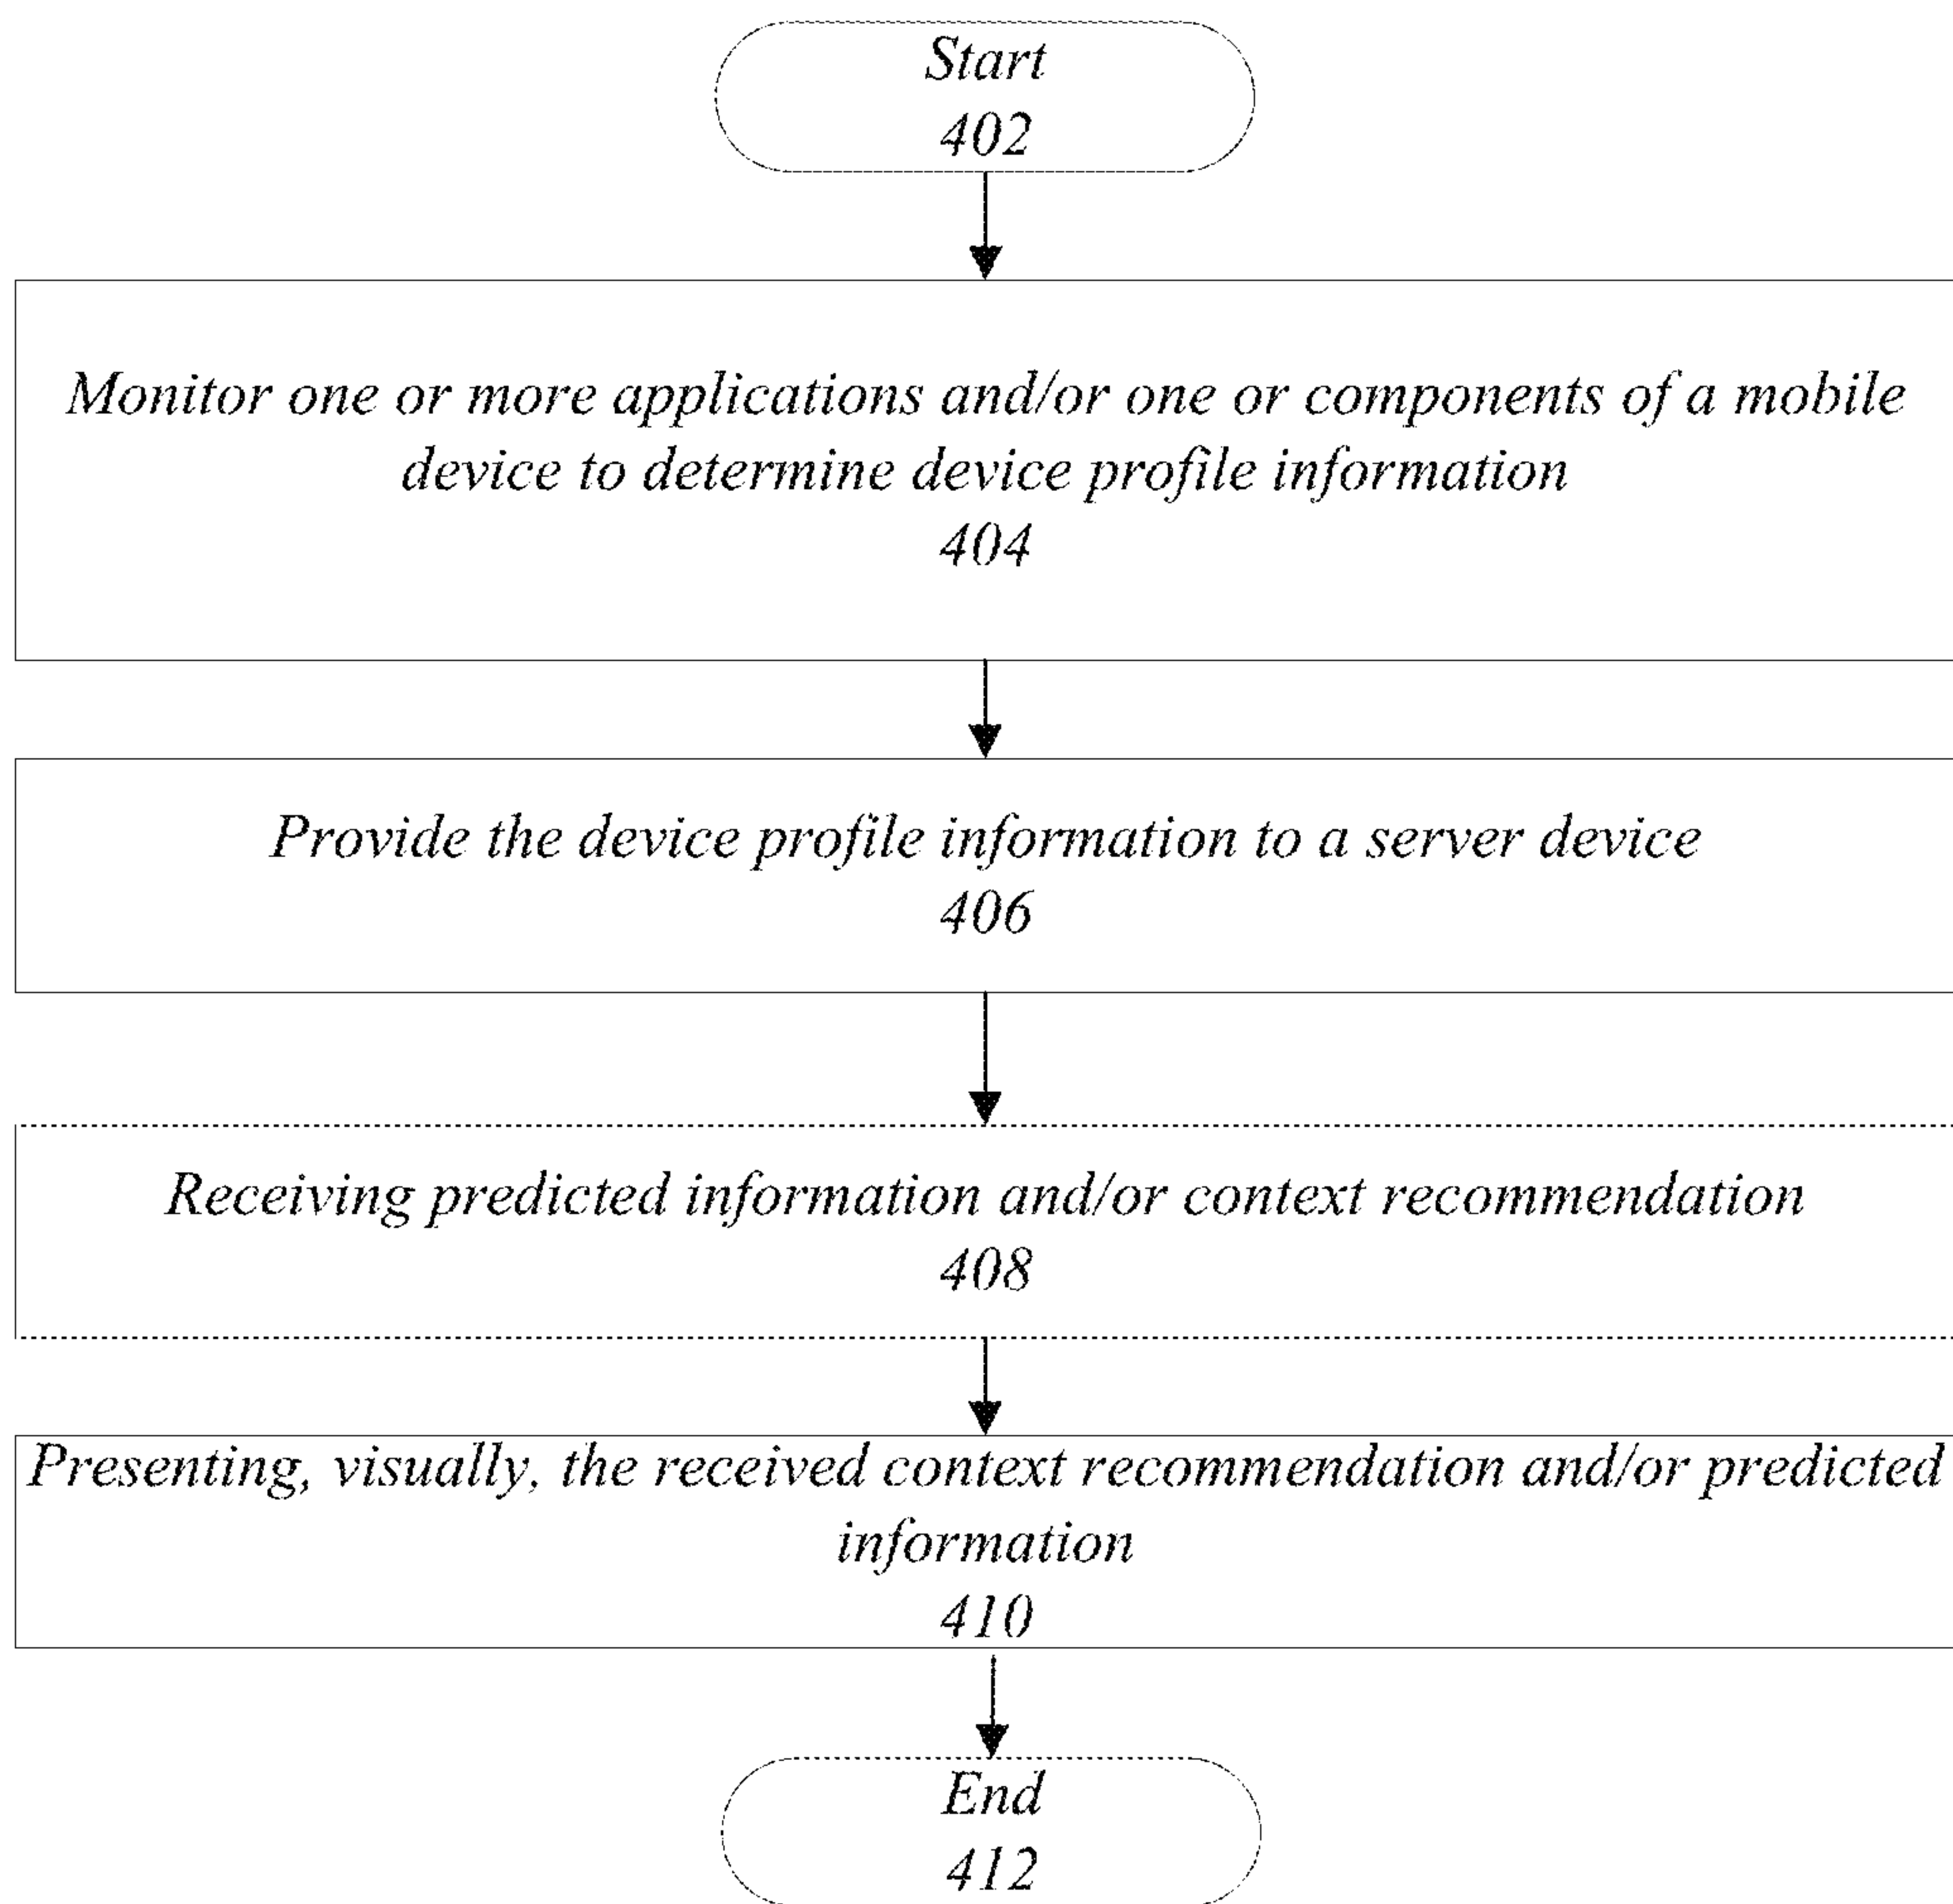 Start
402
Monitor one or more applications and/or one or components of a mobile
device to determine device profile information
404
Provide the device profile information to a server device
406
Receiving predicted information and/or context recommendation
408
Presenting, visually, the received context recommendation and/or predicted
information
410
End
412